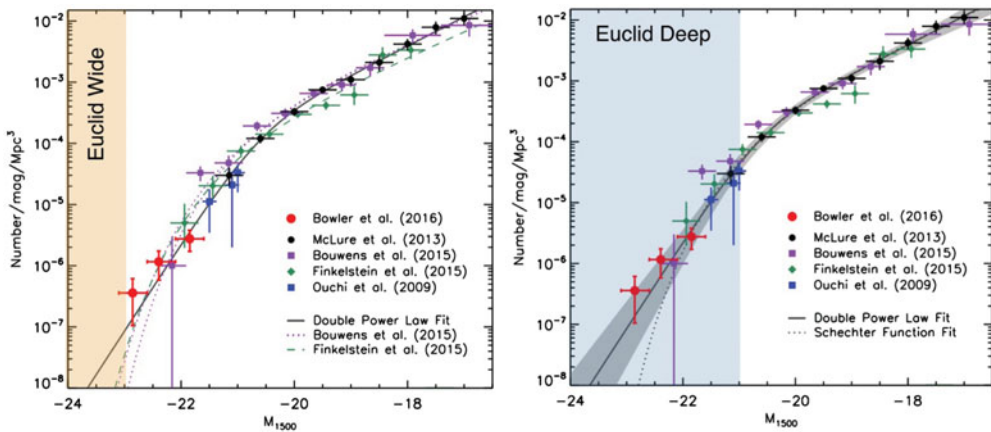 Euclid Wide
Number/mag/Mpc³
10⁻²
10⁻³
10⁻⁴
10⁻⁵
10⁻⁶
10⁻⁷
10⁻⁸
Bowler et al. (2016)
McLure et al. (2013)
Bouwens et al. (2015)
Finkelstein et al. (2015)
Ouchi et al. (2009)
Double Power Law Fit
Bouwens et al. (2015)
Finkelstein et al. (2015)
-24 -22 -20 -18
M₁₅₀₀
Euclid Deep
Number/mag/Mpc³
10⁻²
10⁻³
10⁻⁴
10⁻⁵
10⁻⁶
10⁻⁷
10⁻⁸
Bowler et al. (2016)
McLure et al. (2013)
Bouwens et al. (2015)
Finkelstein et al. (2015)
Ouchi et al. (2009)
Double Power Law Fit
Schechter Function Fit
-24 -22 -20 -18
M₁₅₀₀